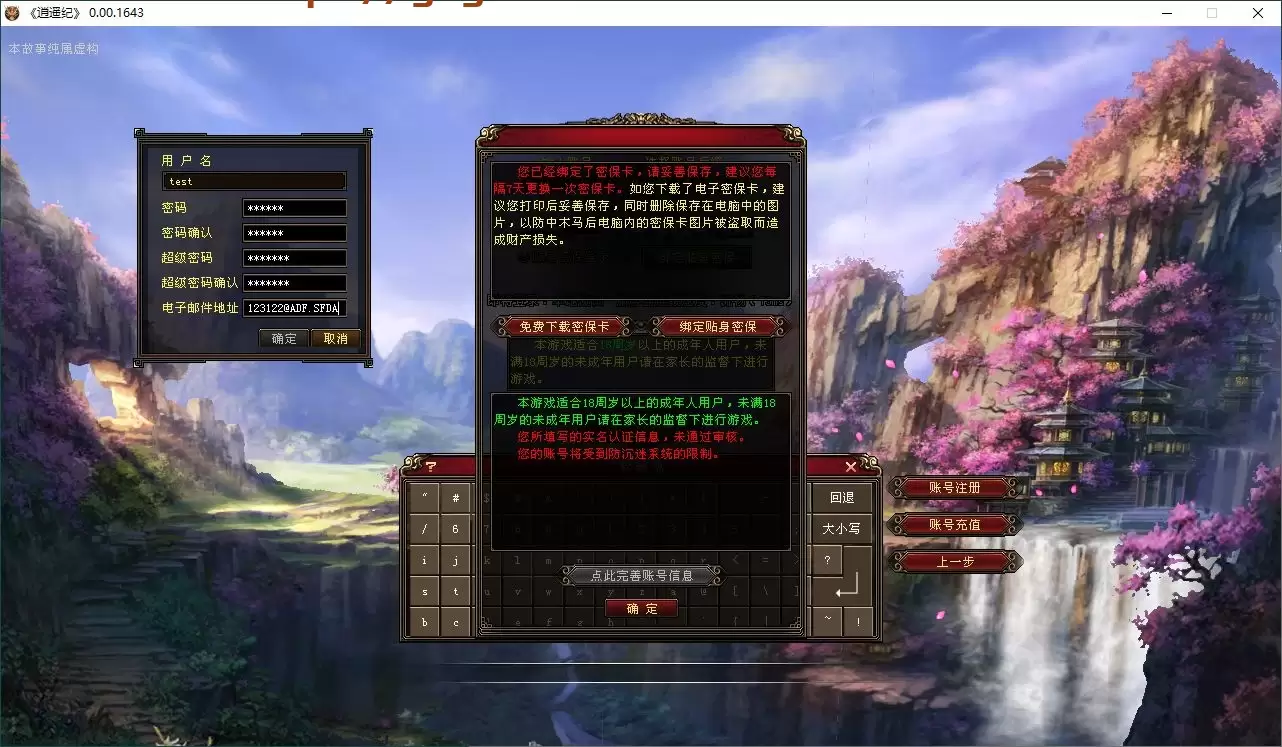 《逍遥纪》 0.00.1643
本故事纯属虚构
用 户 名
test
密码 ******
密码确认 ******
超级密码 *******
超级密码确认 *******
电子邮件地址 123122@ADF.SFDA
确定 取消
您已经绑定了密保卡，请妥善保存，建议您每
隔7天更换一次密保卡。如您下载了电子密保卡，建
议您打印后妥善保存，同时删除保存在电脑中的图
片，以防中木马后电脑内的密保卡图片被盗取而造
成财产损失。
免费下载密保卡 绑定贴身密保
本游戏适合18周岁以上的成年人用户，未
满18周岁的未成年用户请在家长的监督下进行
游戏。
本游戏适合18周岁以上的成年人用户，未满18
周岁的未成年用户请在家长的监督下进行游戏。
您所填写的实名认证信息，未通过审核。
您的账号将受到防沉迷系统的限制。
点此完善账号信息
确 定
?
" # 回退
/ 6 大小写
i j k l m n o p q r < = ?
s t u v w x y z a @ [ \ ]
b c e f g h ~ !
账号注册
账号充值
上一步